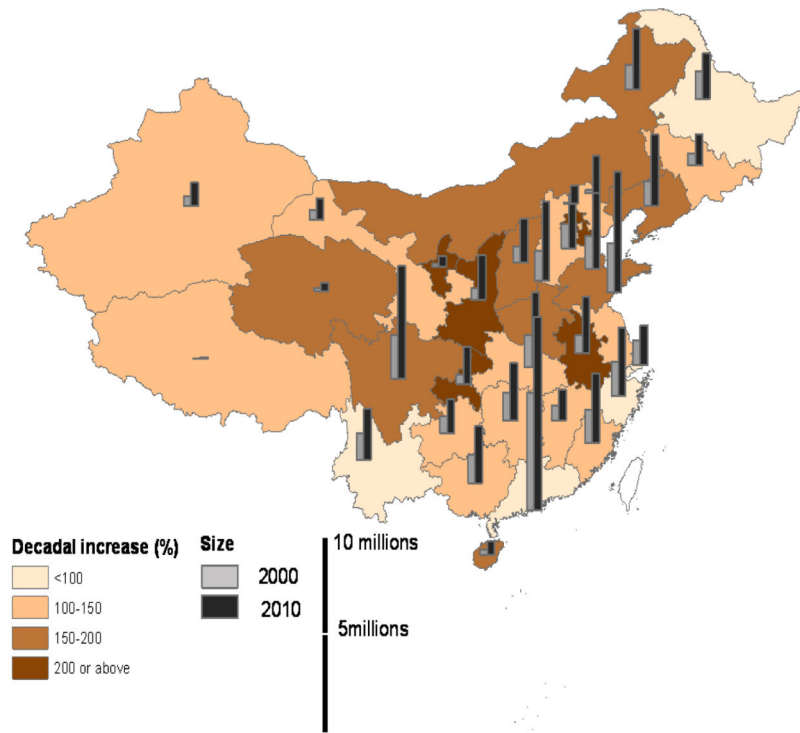 Decadal increase (%)
<100
100-150
150-200
200 or above
Size
2000
2010
10 millions
5millions